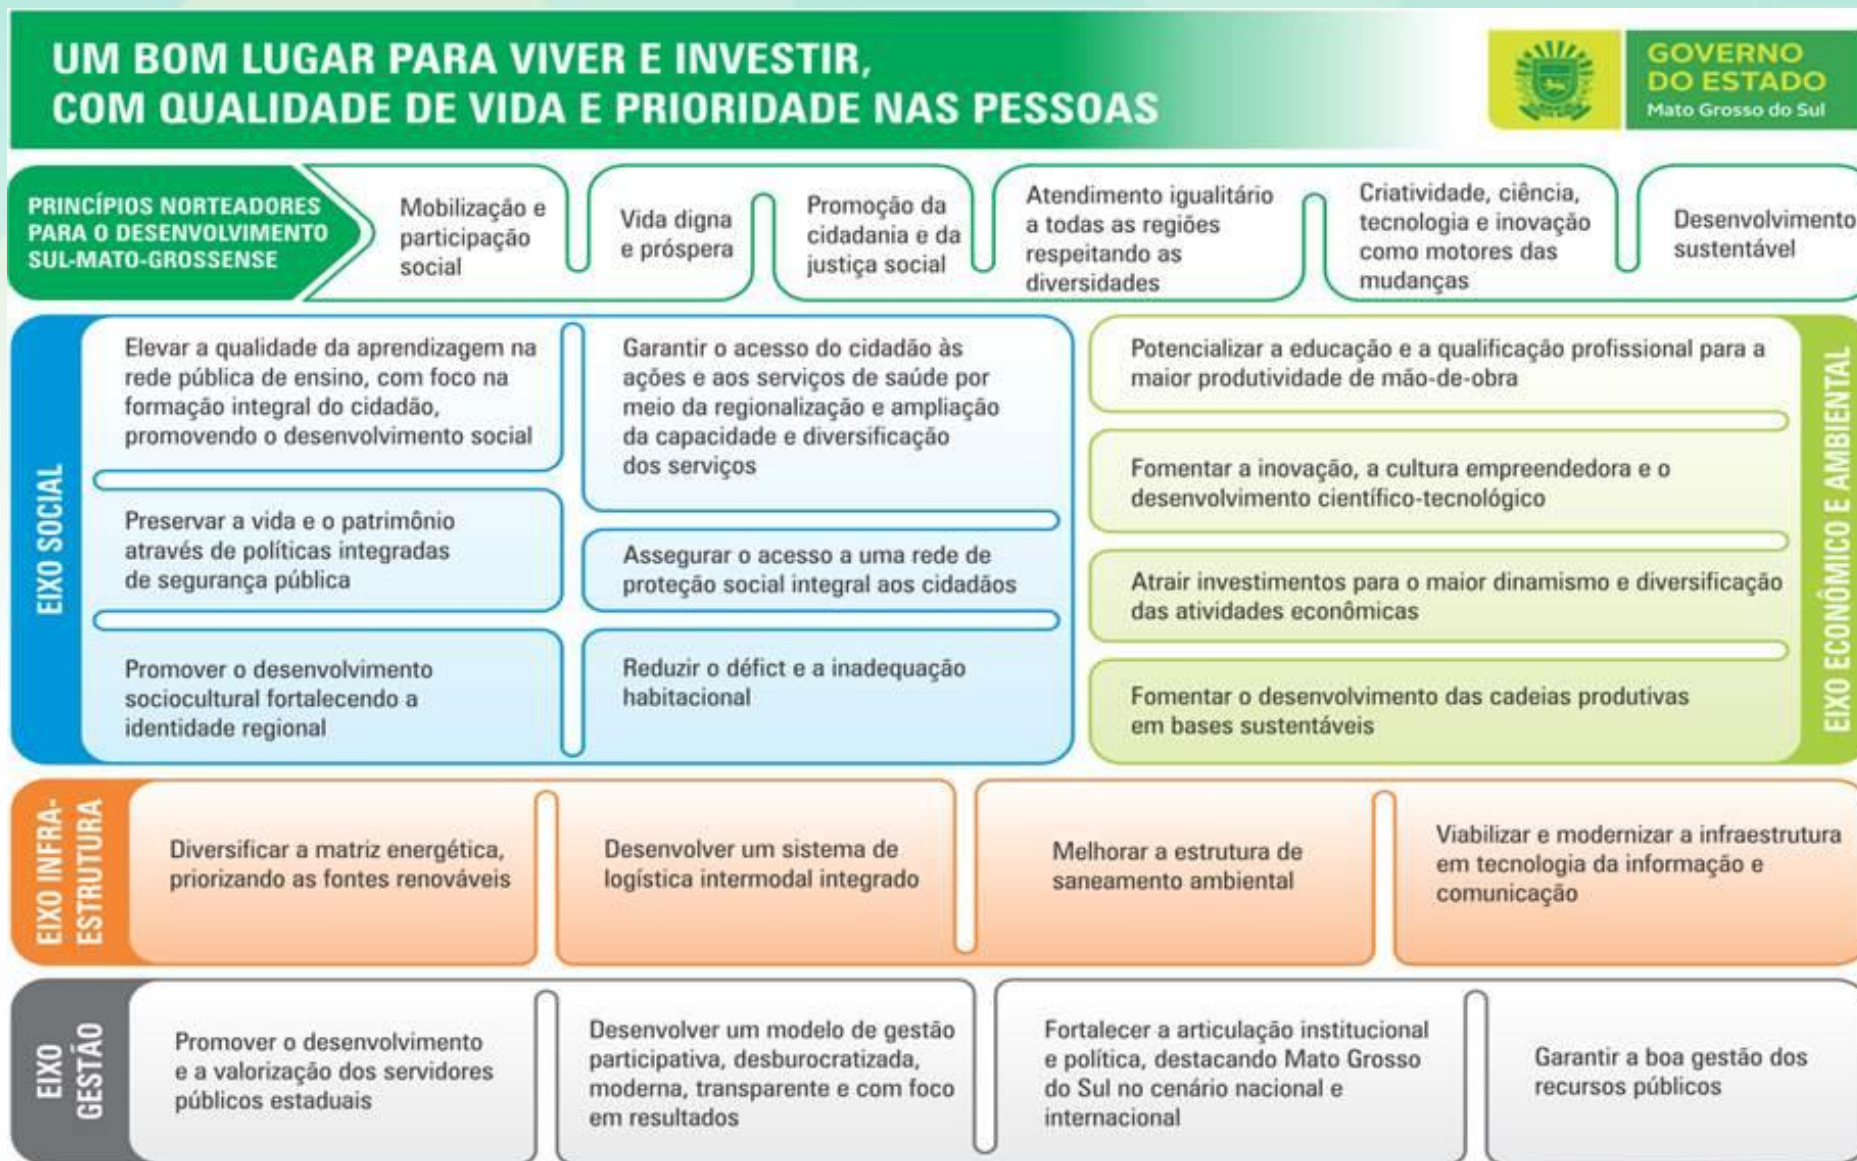 UM BOM LUGAR PARA VIVER E INVESTIR,
COM QUALIDADE DE VIDA E PRIORIDADE NAS PESSOAS
GOVERNO
DO ESTADO
Mato Grosso do Sul
PRINCÍPIOS NORTEADORES
PARA O DESENVOLVIMENTO
SUL-MATO-GROSSENSE
Mobilização e
participação
social
Vida digna
e próspera
Promoção da
cidadania e da
justiça social
Atendimento igualitário
a todas as regiões
respeitando as
diversidades
Criatividade, ciência,
tecnologia e inovação
como motores das
mudanças
Desenvolvimento
sustentável
EIXO SOCIAL
Elevar a qualidade da aprendizagem na
rede pública de ensino, com foco na
formação integral do cidadão,
promovendo o desenvolvimento social
Garantir o acesso do cidadão às
ações e aos serviços de saúde por
meio da regionalização e ampliação
da capacidade e diversificação
dos serviços
Preservar a vida e o patrimônio
através de políticas integradas
de segurança pública
Assegurar o acesso a uma rede de
proteção social integral aos cidadãos
Promover o desenvolvimento
sociocultural fortalecendo a
identidade regional
Reduzir o défict e a inadequação
habitacional
EIXO ECONÔMICO E AMBIENTAL
Potencializar a educação e a qualificação profissional para a
maior produtividade de mão-de-obra
Fomentar a inovação, a cultura empreendedora e o
desenvolvimento científico-tecnológico
Atrair investimentos para o maior dinamismo e diversificação
das atividades econômicas
Fomentar o desenvolvimento das cadeias produtivas
em bases sustentáveis
EIXO INFRA-
ESTRUTURA
Diversificar a matriz energética,
priorizando as fontes renováveis
Desenvolver um sistema de
logística intermodal integrado
Melhorar a estrutura de
saneamento ambiental
Viabilizar e modernizar a infraestrutura
em tecnologia da informação e
comunicação
EIXO
GESTÃO
Promover o desenvolvimento
e a valorização dos servidores
públicos estaduais
Desenvolver um modelo de gestão
participativa, desburocratizada,
moderna, transparente e com foco
em resultados
Fortalecer a articulação institucional
e política, destacando Mato Grosso
do Sul no cenário nacional e
internacional
Garantir a boa gestão dos
recursos públicos